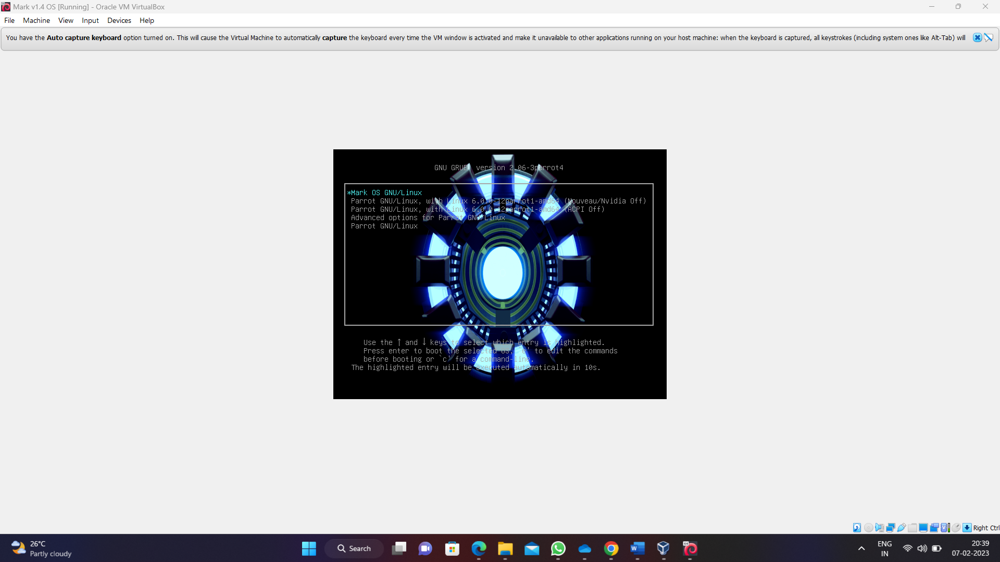 Mark v1.4 OS [Running] - Oracle VM VirtualBox
File Machine View Input Devices Help
You have the Auto capture keyboard option turned on. This will cause the Virtual Machine to automatically capture the keyboard every time the VM window is activated and make it unavailable to other applications running on your host machine: when the keyboard is captured, all keystrokes (including system ones like Alt-Tab) will
GNU GRUB version 2.06-3parrot4
*Mark OS GNU/Linux
Parrot GNU/Linux, with Linux 6.0.0-12parrot1-amd64 (Nouveau/Nvidia Off)
Parrot GNU/Linux, with Linux 6.0.0-12parrot1-amd64 (ACPI Off)
Advanced options for Parrot GNU/Linux
Parrot GNU/Linux
Use the ↑ and ↓ keys to select which entry is highlighted.
Press enter to boot the selected OS, `e' to edit the commands
before booting or `c' for a command-line.
The highlighted entry will be executed automatically in 10s.
Right Ctrl
26°C
Partly cloudy
Search
ENG
IN
20:39
07-02-2023